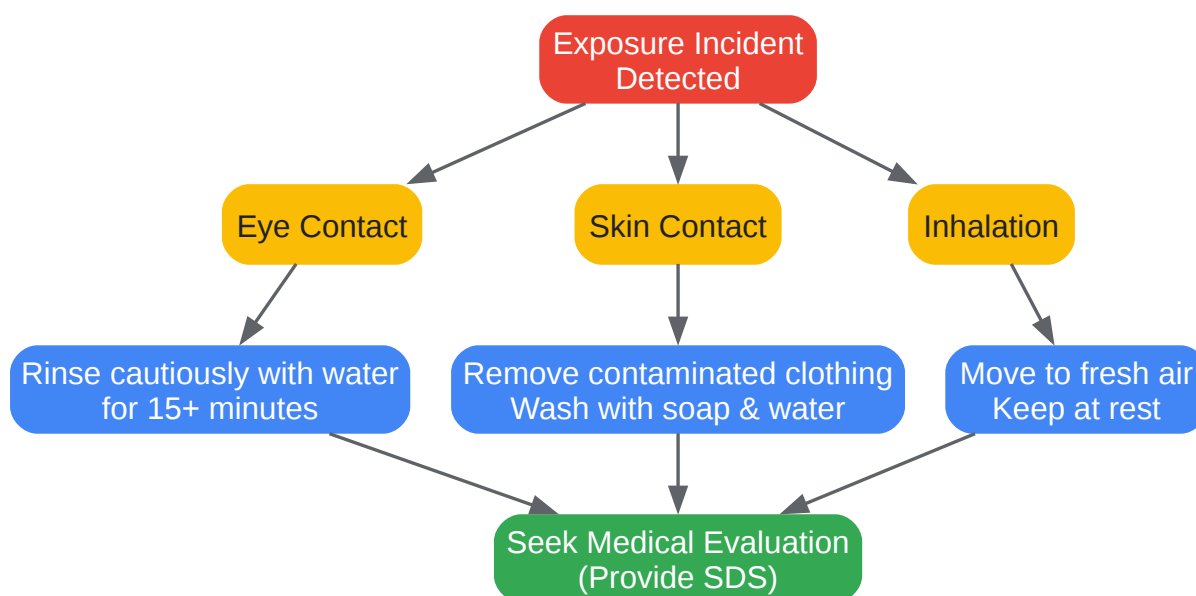 Exposure Incident
Detected
Eye Contact
Skin Contact
Inhalation
Rinse cautiously with water
for 15+ minutes
Remove contaminated clothing
Wash with soap & water
Move to fresh air
Keep at rest
Seek Medical Evaluation
(Provide SDS)